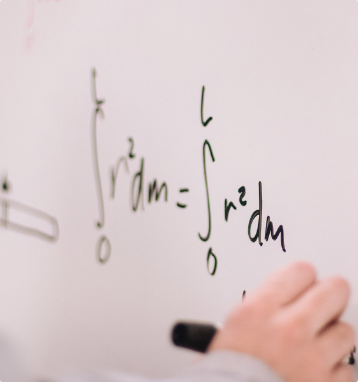 ∫₀ᴸ r²dm = ∫₀ᴸ r²dm